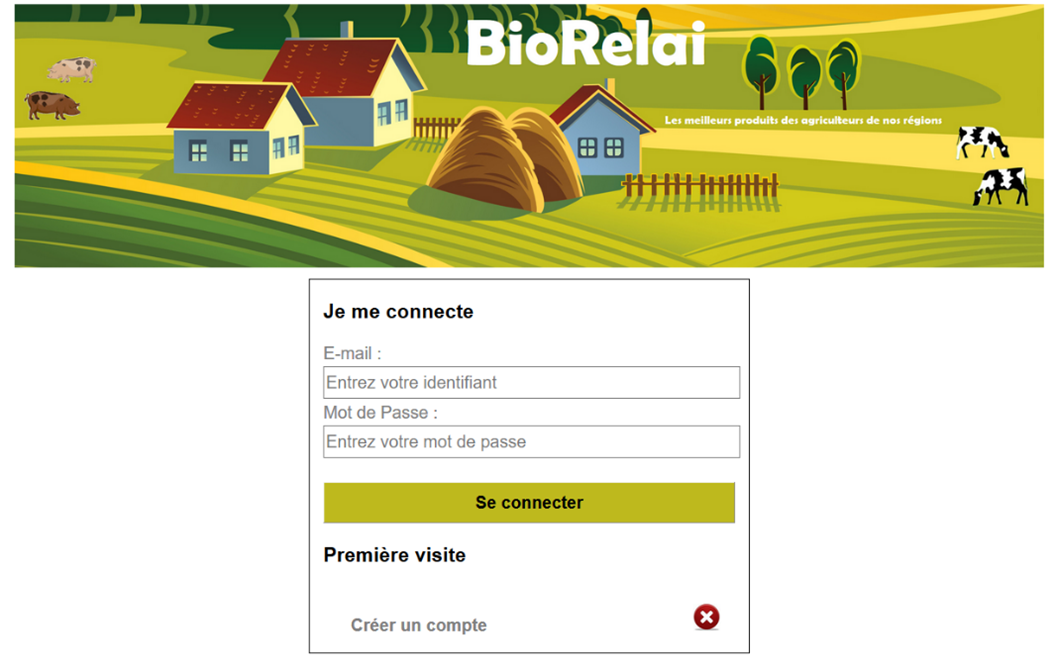 BioRelai
Les meilleurs produits des agriculteurs de nos régions
Je me connecte
E-mail :
Entrez votre identifiant
Mot de Passe :
Entrez votre mot de passe
Se connecter
Première visite
Créer un compte